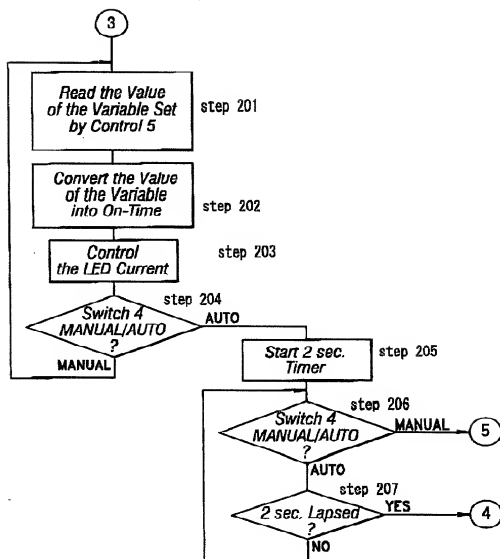 3
Read the Value
of the Variable Set
by Control 5
step 201
Convert the Value
of the Variable
into On-Time
step 202
Control
the LED Current
step 203
step 204
Switch 4
MANUAL/AUTO
?
AUTO
MANUAL
Start 2 sec.
Timer
step 205
step 206
Switch 4
MANUAL/AUTO
?
MANUAL
5
AUTO
step 207
2 sec. Lapsed
?
YES
4
NO